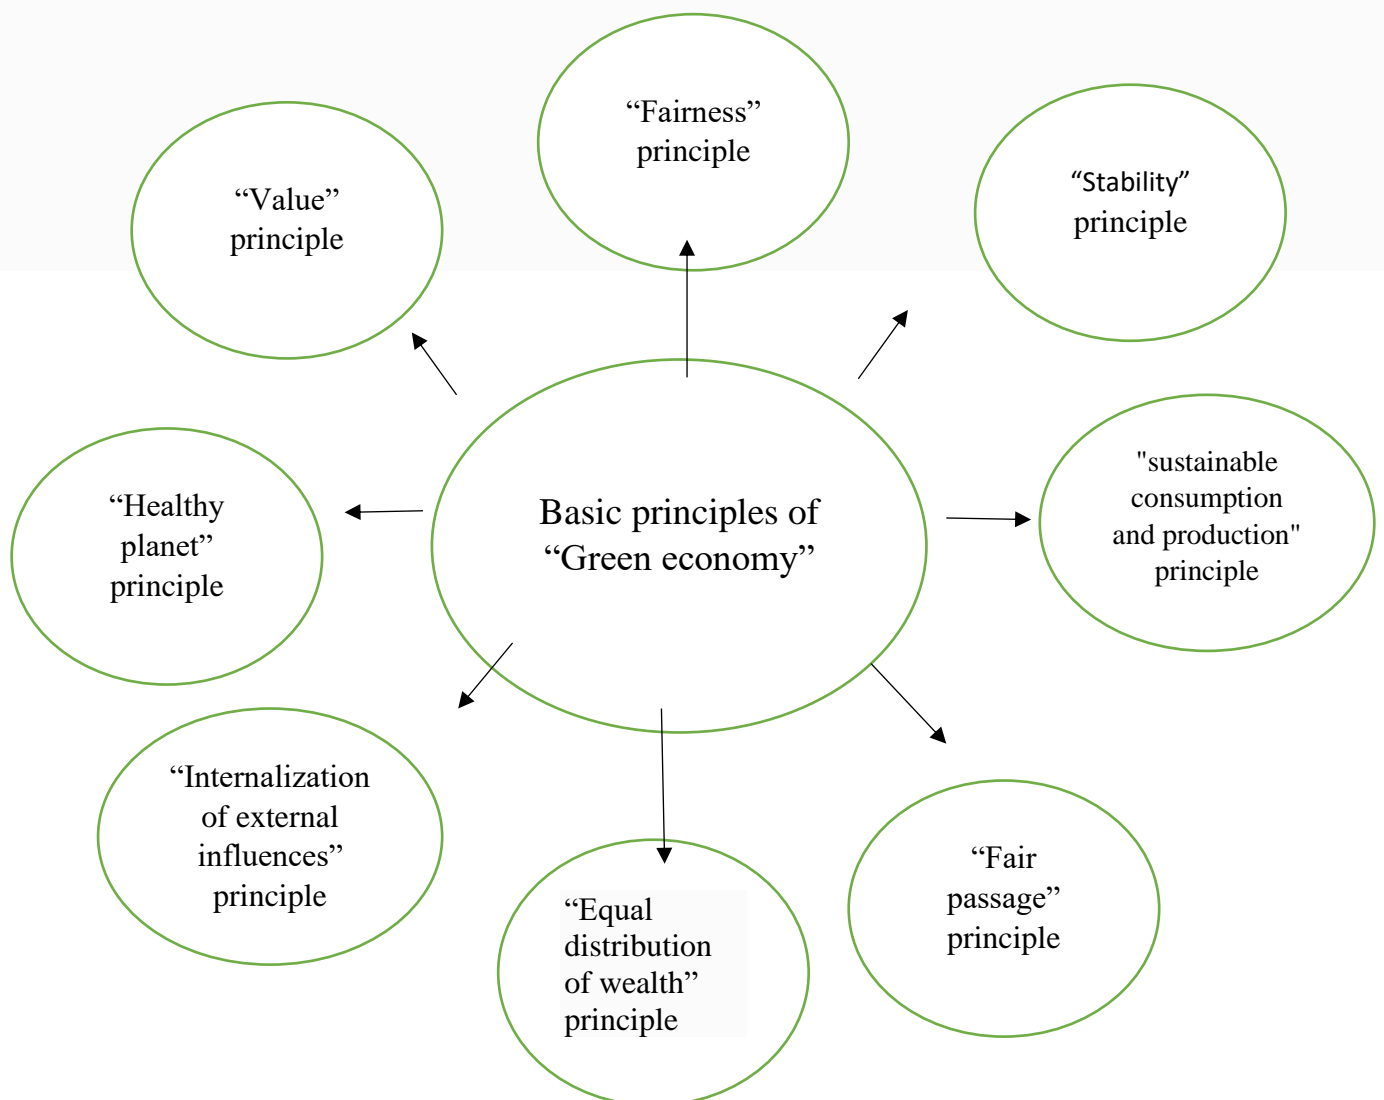 “Fairness”
principle
“Value”
principle
“Stability”
principle
"sustainable
consumption
and production"
principle
“Healthy
planet”
principle
Basic principles of
“Green economy”
“Internalization
of external
influences”
principle
“Fair
passage”
principle
“Equal
distribution
of wealth”
principle